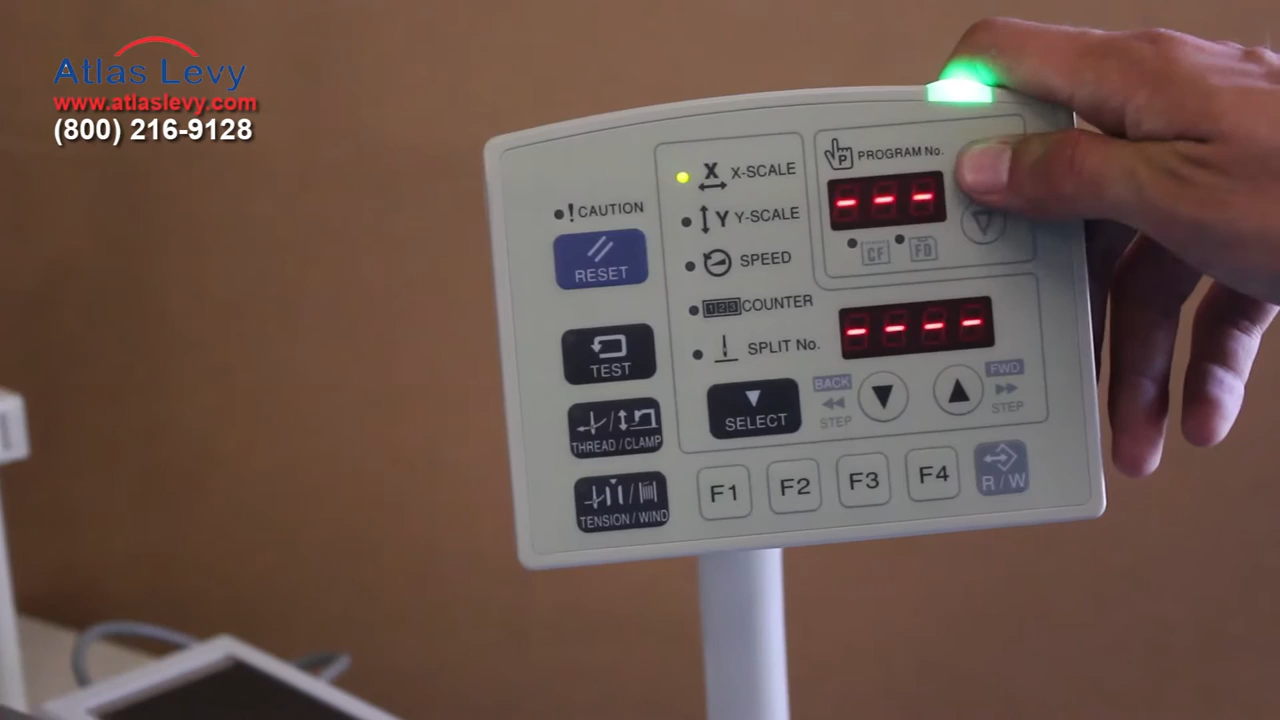 Atlas Levy
www.atlaslevy.com
(800) 216-9128
! CAUTION
RESET
TEST
THREAD / CLAMP
TENSION / WIND
X X-SCALE
Y Y-SCALE
SPEED
123 COUNTER
SPLIT No.
SELECT
P PROGRAM No.
- - -
CF FD
- - - -
BACK
STEP
FWD
STEP
F1 F2 F3 F4 R / W